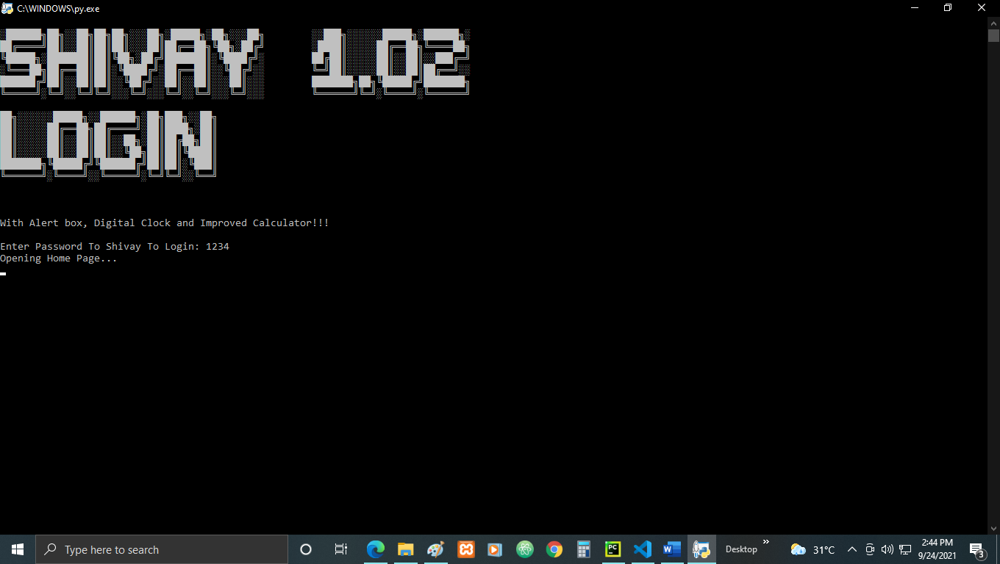 C:\WINDOWS\py.exe
SHIVAY 1.02
LOGIN
With Alert box, Digital Clock and Improved Calculator!!!
Enter Password To Shivay To Login: 1234
Opening Home Page...
Type here to search
PC
W
Desktop
31°C
2:44 PM
9/24/2021
3